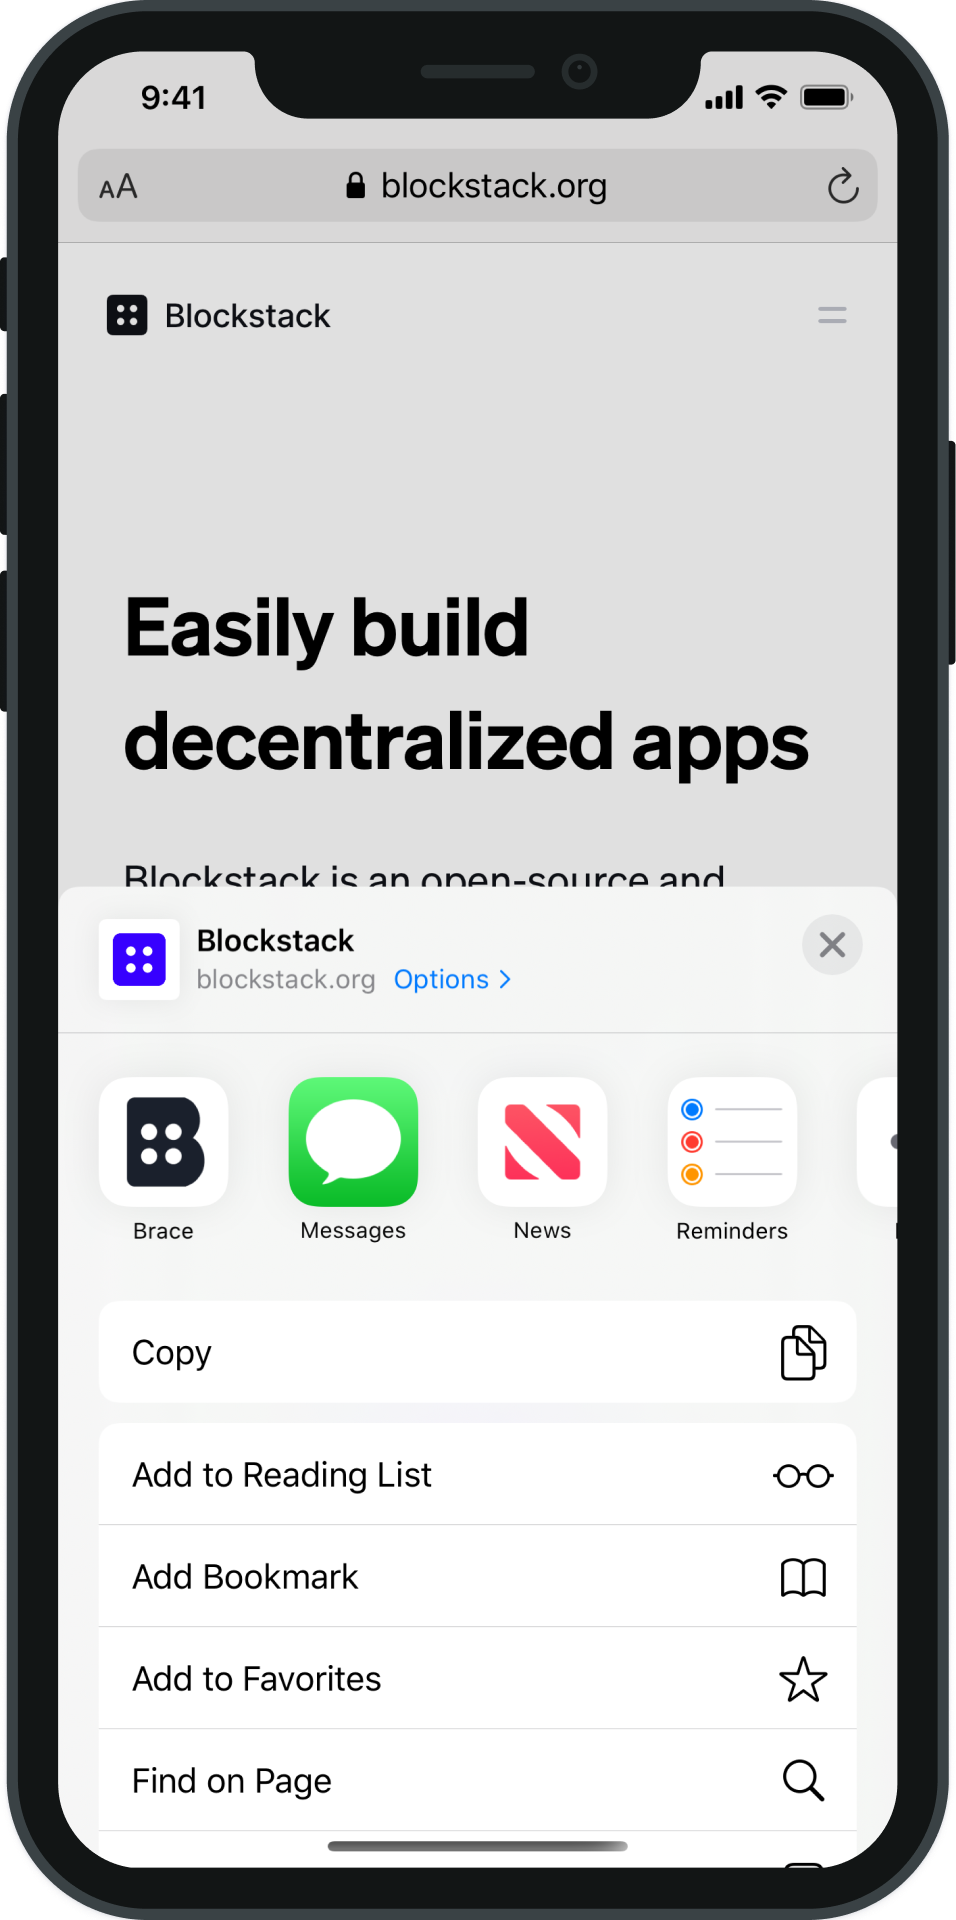 9:41
AA
blockstack.org
Blockstack
Easily build
decentralized apps
Blockstack is an open-source and
Blockstack
blockstack.org Options
Brace
Messages
News
Reminders
Copy
Add to Reading List
Add Bookmark
Add to Favorites
Find on Page